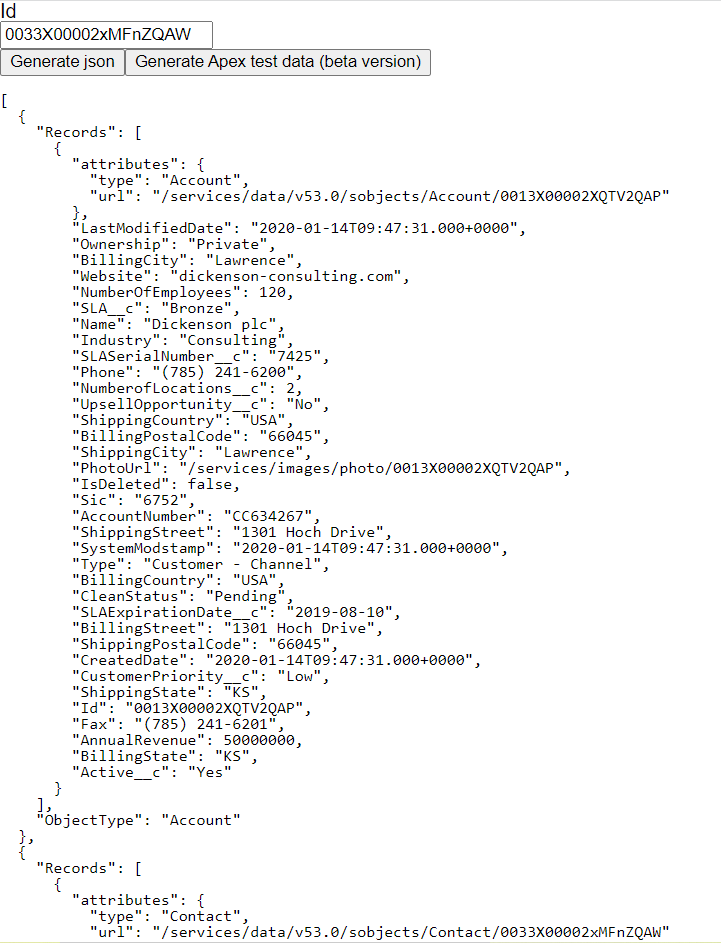 Id
0033X00002xMFnZQAW
Generate json Generate Apex test data (beta version)
[
  {
    "Records": [
      {
        "attributes": {
          "type": "Account",
          "url": "/services/data/v53.0/sobjects/Account/0013X00002XQTV2QAP"
        },
        "LastModifiedDate": "2020-01-14T09:47:31.000+0000",
        "Ownership": "Private",
        "BillingCity": "Lawrence",
        "Website": "dickenson-consulting.com",
        "NumberOfEmployees": 120,
        "SLA__c": "Bronze",
        "Name": "Dickenson plc",
        "Industry": "Consulting",
        "SLASerialNumber__c": "7425",
        "Phone": "(785) 241-6200",
        "NumberofLocations__c": 2,
        "UpsellOpportunity__c": "No",
        "ShippingCountry": "USA",
        "BillingPostalCode": "66045",
        "ShippingCity": "Lawrence",
        "PhotoUrl": "/services/images/photo/0013X00002XQTV2QAP",
        "IsDeleted": false,
        "Sic": "6752",
        "AccountNumber": "CC634267",
        "ShippingStreet": "1301 Hoch Drive",
        "SystemModstamp": "2020-01-14T09:47:31.000+0000",
        "Type": "Customer - Channel",
        "BillingCountry": "USA",
        "CleanStatus": "Pending",
        "SLAExpirationDate__c": "2019-08-10",
        "BillingStreet": "1301 Hoch Drive",
        "ShippingPostalCode": "66045",
        "CreatedDate": "2020-01-14T09:47:31.000+0000",
        "CustomerPriority__c": "Low",
        "ShippingState": "KS",
        "Id": "0013X00002XQTV2QAP",
        "Fax": "(785) 241-6201",
        "AnnualRevenue": 50000000,
        "BillingState": "KS",
        "Active__c": "Yes"
      }
    ],
    "ObjectType": "Account"
  },
  {
    "Records": [
      {
        "attributes": {
          "type": "Contact",
          "url": "/services/data/v53.0/sobjects/Contact/0033X00002xMFnZQAW"